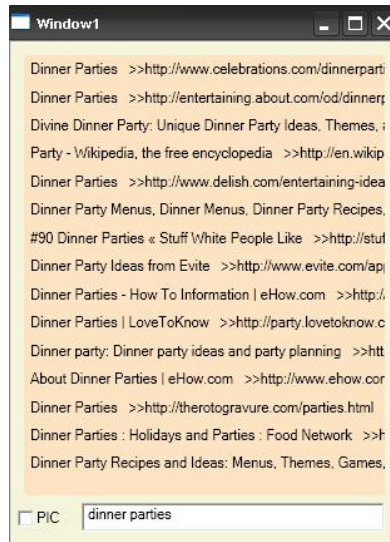 Window1
Dinner Parties >>http://www.celebrations.com/dinnerparti
Dinner Parties >>http://entertaining.about.com/od/dinnerp
Divine Dinner Party: Unique Dinner Party Ideas, Themes,
Party - Wikipedia, the free encyclopedia >>http://en.wikip
Dinner Parties >>http://www.delish.com/entertaining-idea
Dinner Party Menus, Dinner Menus, Dinner Party Recipes,
#90 Dinner Parties « Stuff White People Like >>http://stuf
Dinner Party Ideas from Evite >>http://www.evite.com/ap
Dinner Parties - How To Information | eHow.com >>http:/
Dinner Parties | LoveToKnow >>http://party.lovetoknow.c
Dinner party: Dinner party ideas and party planning >>htt
About Dinner Parties | eHow.com >>http://www.ehow.com
Dinner Parties >>http://therotogravure.com/parties.html
Dinner Parties : Holidays and Parties : Food Network >>h
Dinner Party Recipes and Ideas: Menus, Themes, Games,
PIC dinner parties